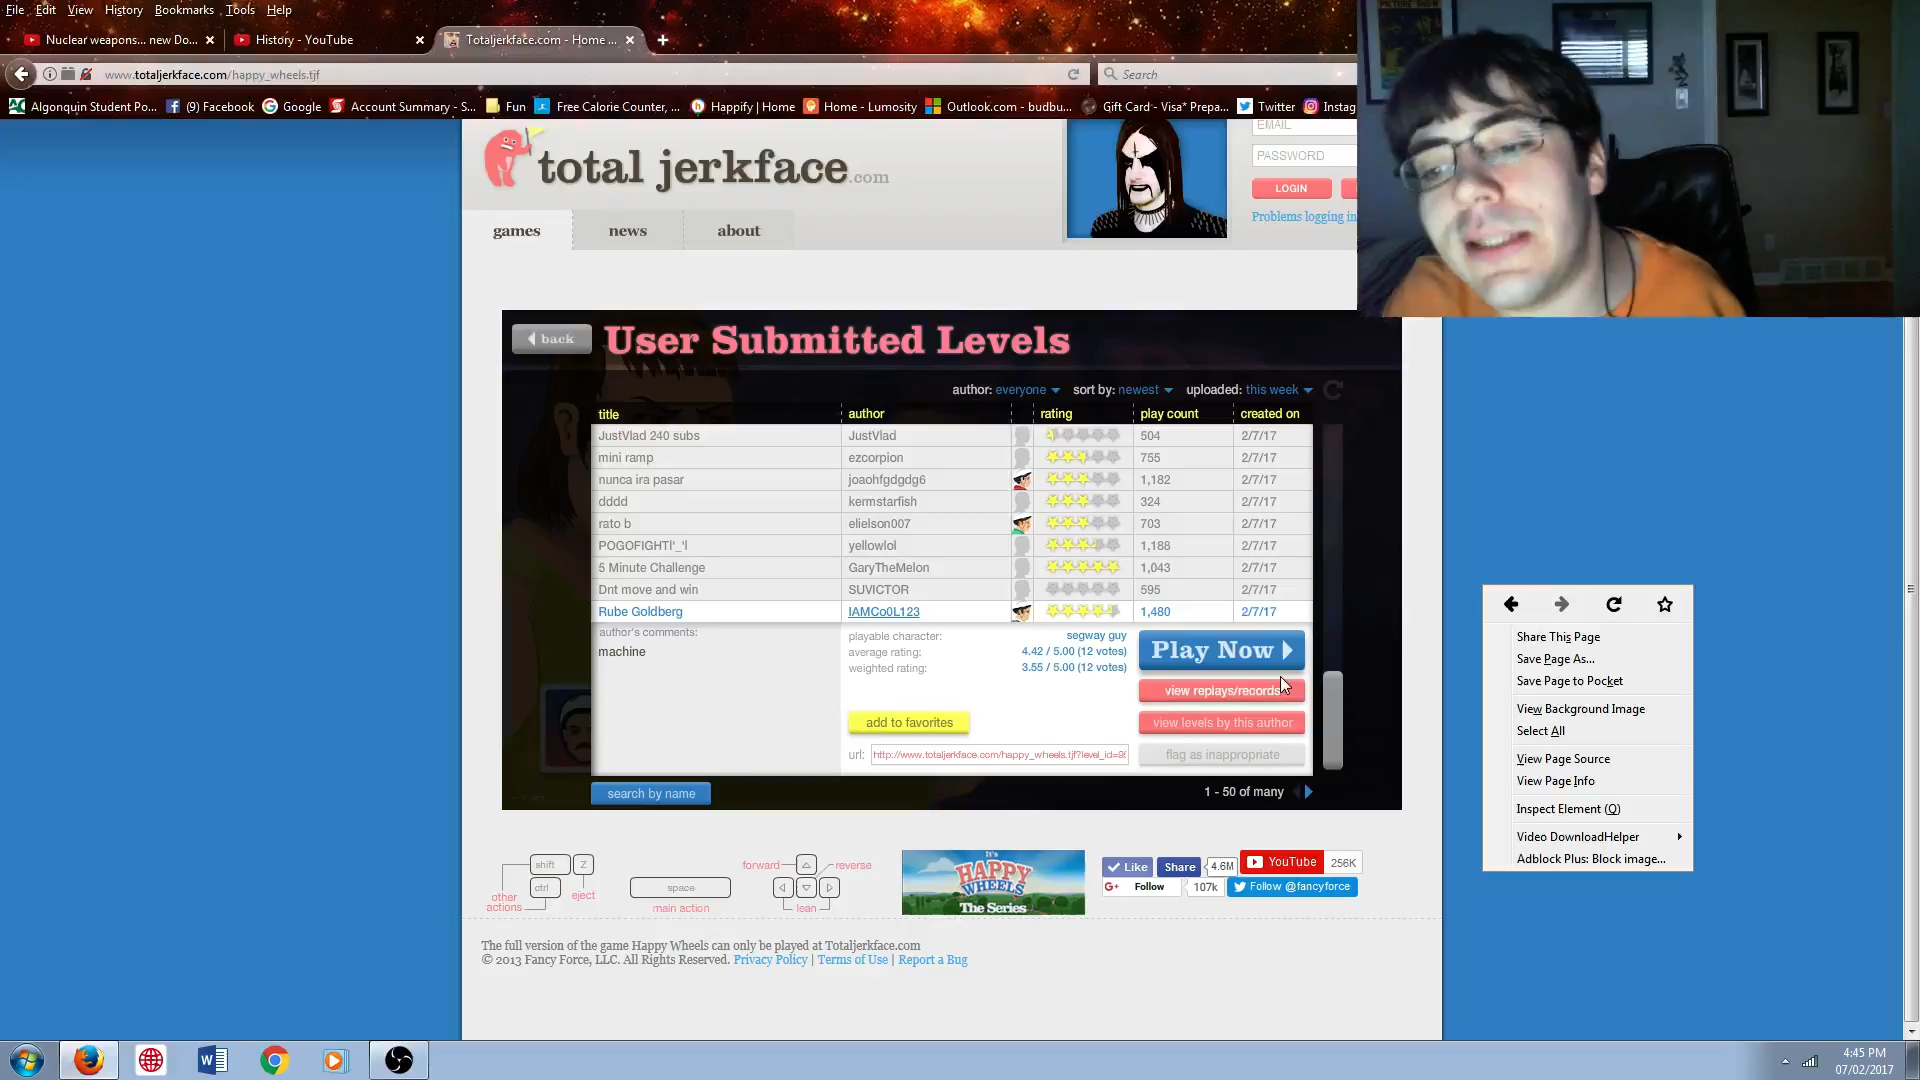 File Edit View History Bookmarks Tools Help
Nuclear weapons... new Do...
History - YouTube
Totaljerkface.com - Home ...
www.totaljerkface.com/happy_wheels.tjf
Search
Algonquin Student Po...
(9) Facebook
Google
Account Summary - S...
Fun
Free Calorie Counter, ...
Happify | Home
Home - Lumosity
Outlook.com - budbu...
Gift Card - Visa* Prepa...
Twitter
Instag
total jerkface.com
EMAIL
PASSWORD
LOGIN
Problems logging in
games
news
about
back
User Submitted Levels
author: everyone sort by: newest uploaded: this week
title author rating play count created on
JustVlad 240 subs JustVlad 504 2/7/17
mini ramp ezcorpion 755 2/7/17
nunca ira pasar joaohfgdgdg6 1,182 2/7/17
dddd kermstarfish 324 2/7/17
rato b elielson007 703 2/7/17
POGOFIGHTl'_'l yellowlol 1,188 2/7/17
5 Minute Challenge GaryTheMelon 1,043 2/7/17
Dnt move and win SUVICTOR 595 2/7/17
Rube Goldberg IAMCo0L123 1,480 2/7/17
author's comments:
machine
playable character: segway guy
average rating: 4.42 / 5.00 (12 votes)
weighted rating: 3.55 / 5.00 (12 votes)
Play Now
view replays/records
add to favorites
view levels by this author
url: http://www.totaljerkface.com/happy_wheels.tjf?level_id=9
flag as inappropriate
search by name
1 - 50 of many
Share This Page
Save Page As...
Save Page to Pocket
View Background Image
Select All
View Page Source
View Page Info
Inspect Element (Q)
Video DownloadHelper
Adblock Plus: Block image...
shift Z
ctrl
eject
other
actions
space
main action
forward
reverse
lean
It's
HAPPY
WHEELS
The Series
Like Share 4.6M
YouTube 256K
G+ Follow 107k
Follow @fancyforce
The full version of the game Happy Wheels can only be played at Totaljerkface.com
© 2013 Fancy Force, LLC. All Rights Reserved. Privacy Policy | Terms of Use | Report a Bug
4:45 PM
07/02/2017